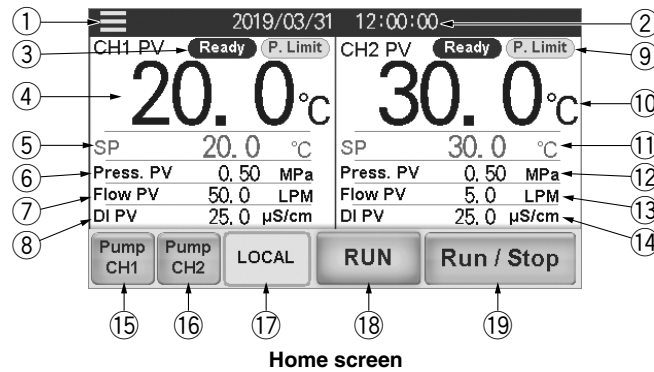 ① 2019/03/31 12:00:00 ②
③ CH1 PV Ready P. Limit CH2 PV Ready P. Limit ⑨
④ 20. 0°C 30. 0°C ⑩
⑤ SP 20. 0 °C SP 30. 0 °C ⑪
⑥ Press. PV 0. 50 MPa Press. PV 0. 50 MPa ⑫
⑦ Flow PV 50. 0 LPM Flow PV 5. 0 LPM ⑬
⑧ DI PV 25. 0 µS/cm DI PV 25. 0 µS/cm ⑭
Pump CH1 Pump CH2 LOCAL RUN Run / Stop
⑮ ⑯ ⑰ ⑱ ⑲
Home screen